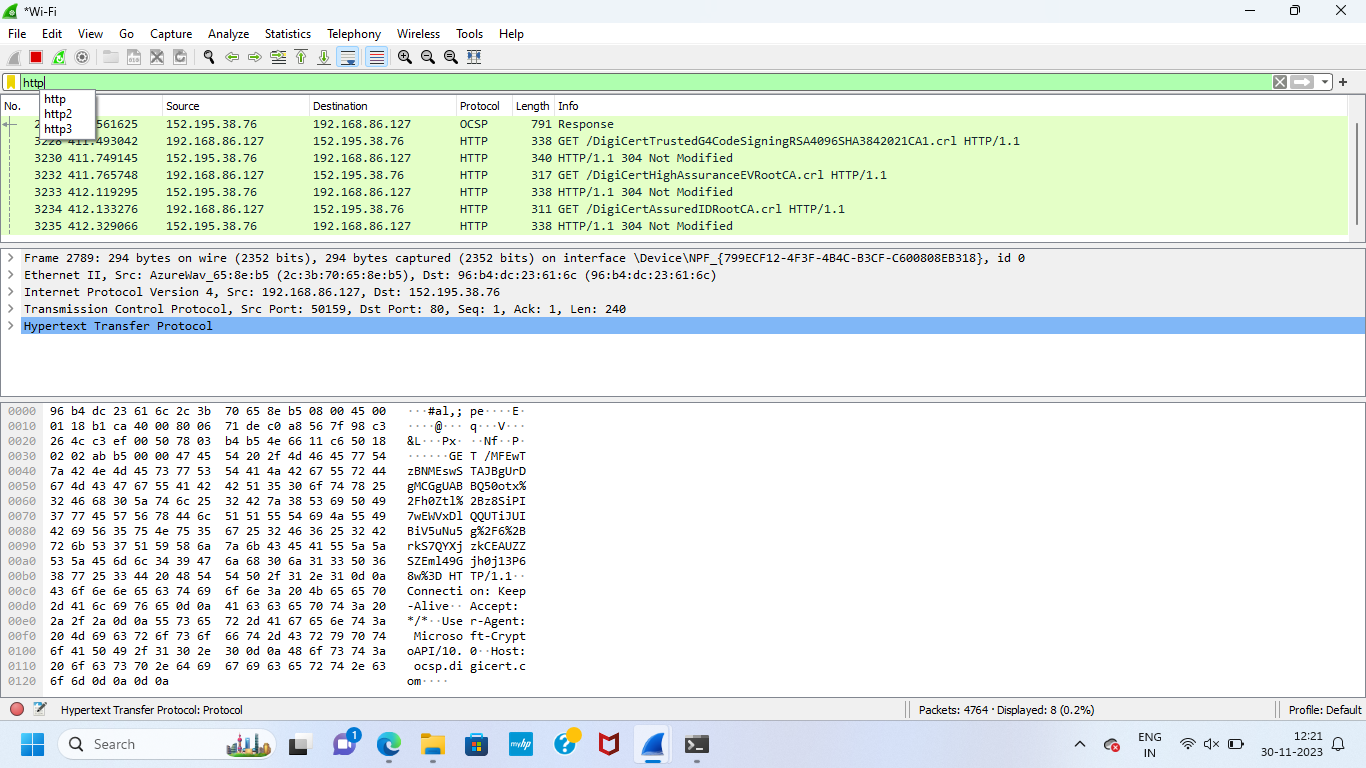 *Wi-Fi
File Edit View Go Capture Analyze Statistics Telephony Wireless Tools Help
http
No. Source Destination Protocol Length Info
http
http2
http3
561625 152.195.38.76 192.168.86.127 OCSP 791 Response
3228 411.493042 192.168.86.127 152.195.38.76 HTTP 338 GET /DigiCertTrustedG4CodeSigningRSA4096SHA3842021CA1.crl HTTP/1.1
3230 411.749145 152.195.38.76 192.168.86.127 HTTP 340 HTTP/1.1 304 Not Modified
3232 411.765748 192.168.86.127 152.195.38.76 HTTP 317 GET /DigiCertHighAssuranceEVRootCA.crl HTTP/1.1
3233 412.119295 152.195.38.76 192.168.86.127 HTTP 338 HTTP/1.1 304 Not Modified
3234 412.133276 192.168.86.127 152.195.38.76 HTTP 311 GET /DigiCertAssuredIDRootCA.crl HTTP/1.1
3235 412.329066 152.195.38.76 192.168.86.127 HTTP 338 HTTP/1.1 304 Not Modified
Frame 2789: 294 bytes on wire (2352 bits), 294 bytes captured (2352 bits) on interface \Device\NPF_{799ECF12-4F3F-4B4C-B3CF-C600808EB318}, id 0
Ethernet II, Src: AzureWav_65:8e:b5 (2c:3b:70:65:8e:b5), Dst: 96:b4:dc:23:61:6c (96:b4:dc:23:61:6c)
Internet Protocol Version 4, Src: 192.168.86.127, Dst: 152.195.38.76
Transmission Control Protocol, Src Port: 50159, Dst Port: 80, Seq: 1, Ack: 1, Len: 240
Hypertext Transfer Protocol
0000 96 b4 dc 23 61 6c 2c 3b 70 65 8e b5 08 00 45 00 ···#al,; pe····E·
0010 01 18 b1 ca 40 00 80 06 71 de c0 a8 56 7f 98 c3 ····@··· q···V···
0020 26 4c c3 ef 00 50 78 03 b4 b5 4e 66 11 c6 50 18 &L···Px· ··Nf··P·
0030 02 02 ab b5 00 00 47 45 54 20 2f 4d 46 45 77 54 ······GE T /MFEwT
0040 7a 42 4e 4d 45 73 77 53 54 41 4a 42 67 55 72 44 zBNMEswS TAJBgUrD
0050 67 4d 43 47 67 55 41 42 42 51 35 30 6f 74 78 25 gMCGgUAB BQ50otx%
0060 32 46 68 30 5a 74 6c 25 32 42 7a 38 53 69 50 49 2Fh0Ztl% 2Bz8SiPI
0070 37 77 45 57 56 78 44 6c 51 51 55 54 69 4a 55 49 7wEWVxDl QQUTiJUI
0080 42 69 56 35 75 4e 75 35 67 25 32 46 36 25 32 42 BiV5uNu5 g%2F6%2B
0090 72 6b 53 37 51 59 58 6a 7a 6b 43 45 41 55 5a 5a rkS7QYXj zkCEAUZZ
00a0 53 5a 45 6d 6c 34 39 47 6a 68 30 6a 31 33 50 36 SZEml49G jh0j13P6
00b0 38 77 25 33 44 20 48 54 54 50 2f 31 2e 31 0d 0a 8w%3D HT TP/1.1··
00c0 43 6f 6e 6e 65 63 74 69 6f 6e 3a 20 4b 65 65 70 Connecti on: Keep
00d0 2d 41 6c 69 76 65 0d 0a 41 63 63 65 70 74 3a 20 -Alive·· Accept:
00e0 2a 2f 2a 0d 0a 55 73 65 72 2d 41 67 65 6e 74 3a */*··Use r-Agent:
00f0 20 4d 69 63 72 6f 73 6f 66 74 2d 43 72 79 70 74 Microso ft-Crypt
0100 6f 41 50 49 2f 31 30 2e 30 0d 0a 48 6f 73 74 3a oAPI/10. 0··Host:
0110 20 6f 63 73 70 2e 64 69 67 69 63 65 72 74 2e 63 ocsp.di gicert.c
0120 6f 6d 0d 0a 0d 0a om····
Hypertext Transfer Protocol: Protocol Packets: 4764 · Displayed: 8 (0.2%) Profile: Default
Search 1 myhp ? ENG 12:21
IN 30-11-2023